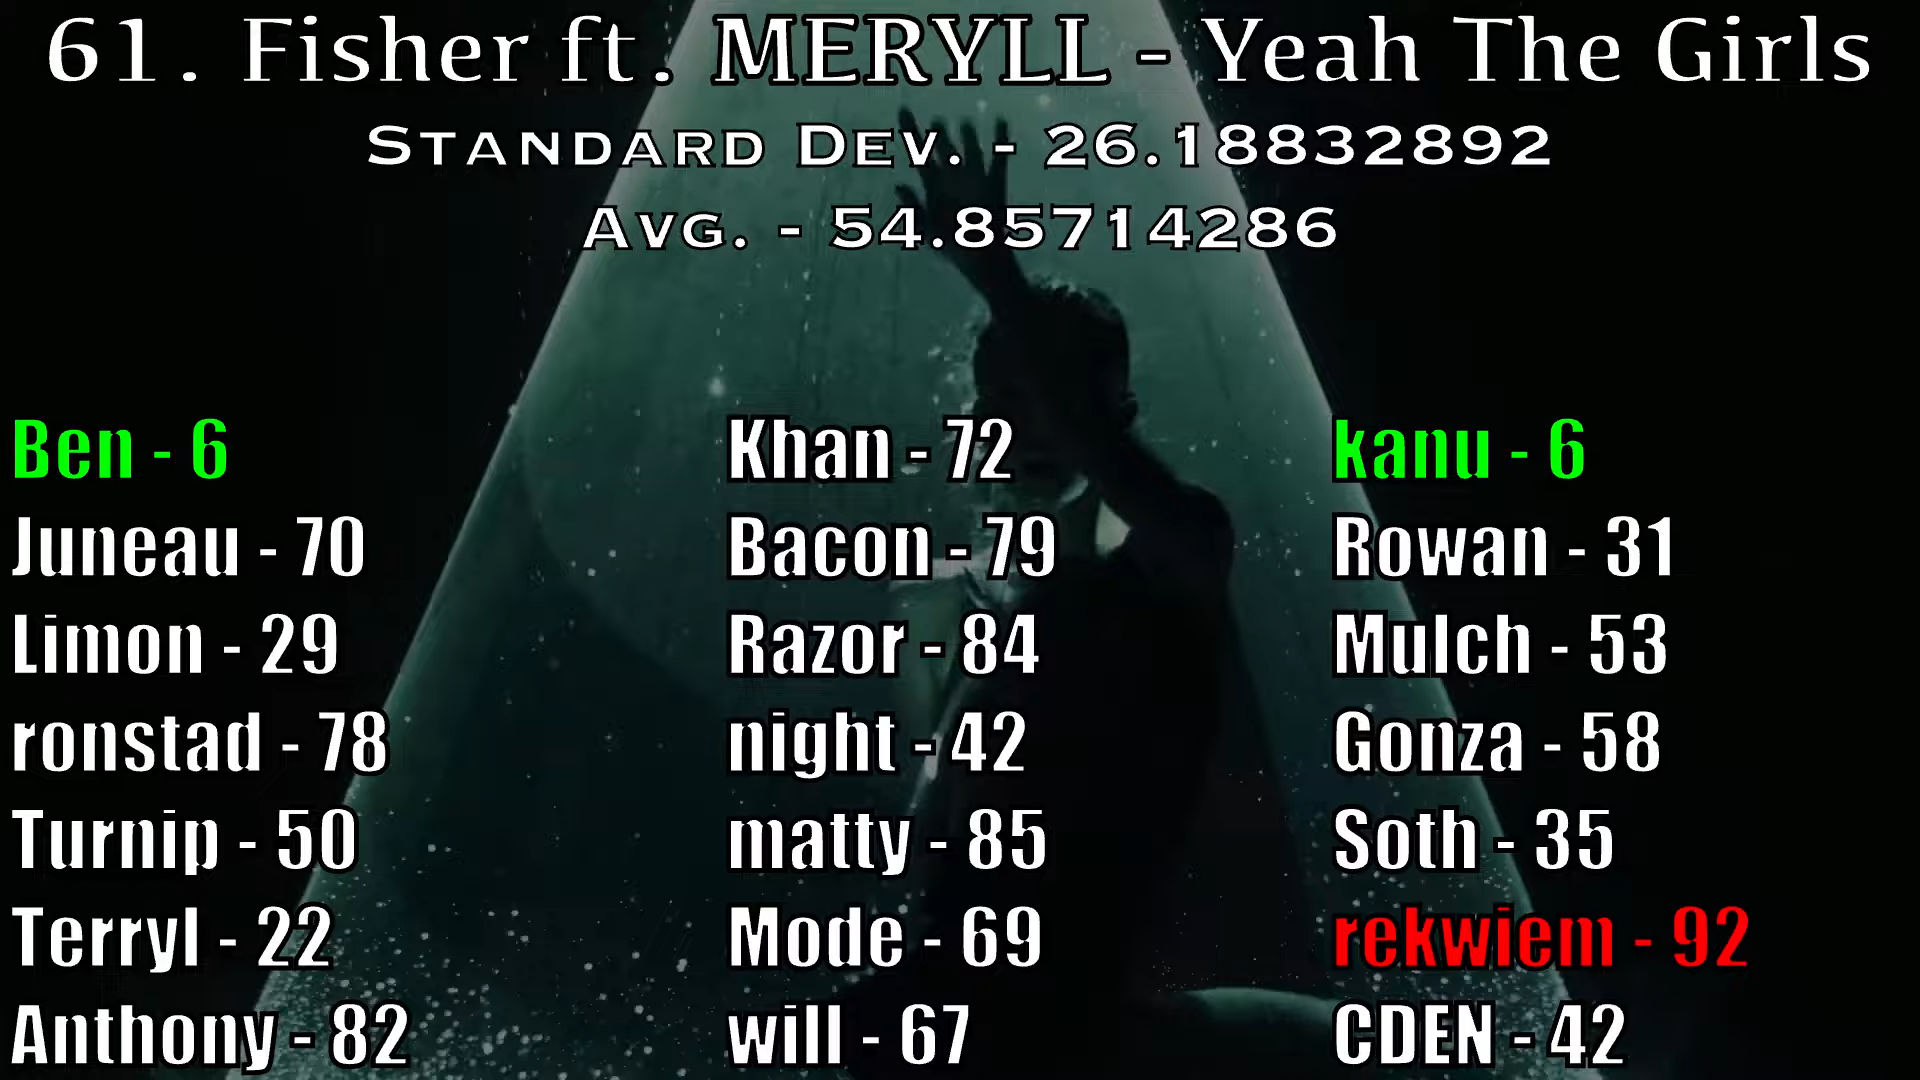 61. Fisher ft. MERYLL - Yeah The Girls
Standard Dev. - 26.18832892
Avg. - 54.85714286
Ben - 6
Juneau - 70
Limon - 29
ronstad - 78
Turnip - 50
Terryl - 22
Anthony - 82
Khan - 72
Bacon - 79
Razor - 84
night - 42
matty - 85
Mode - 69
will - 67
kanu - 6
Rowan - 31
Mulch - 53
Gonza - 58
Soth - 35
rekwiem - 92
CDEN - 42